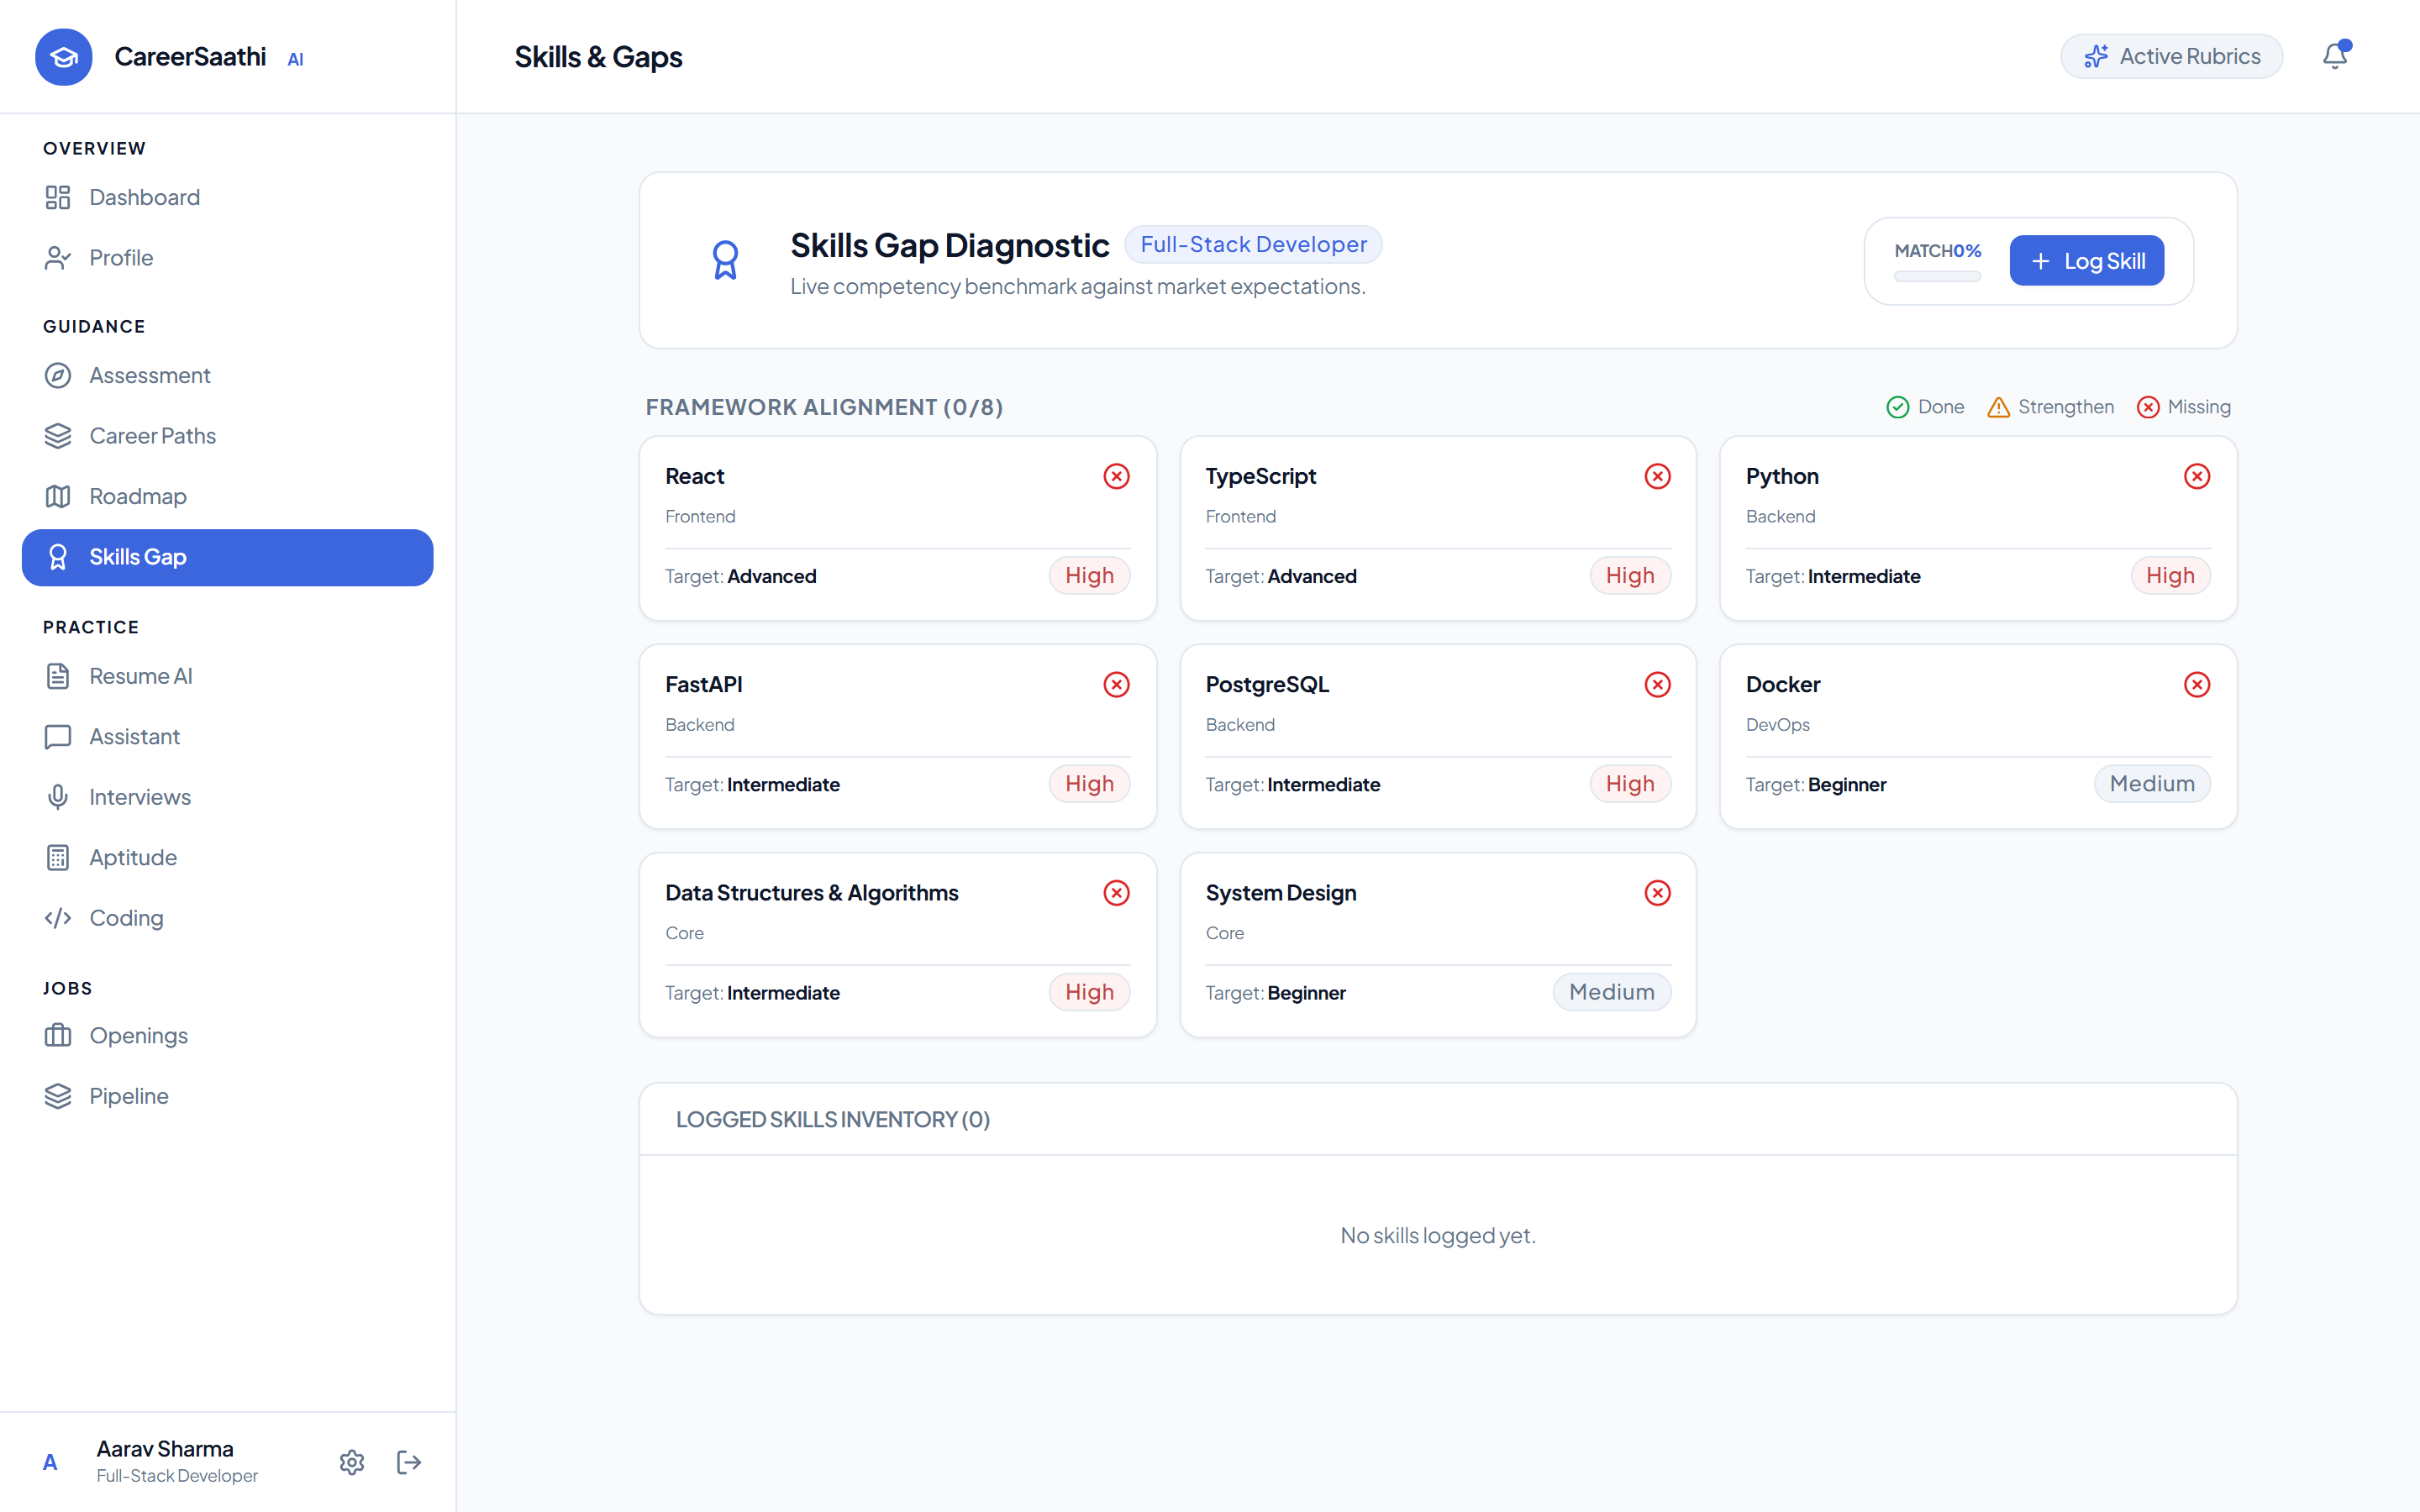 CareerSaathi AI
OVERVIEW
Dashboard
Profile
GUIDANCE
Assessment
Career Paths
Roadmap
Skills Gap
PRACTICE
Resume AI
Assistant
Interviews
Aptitude
Coding
JOBS
Openings
Pipeline
A
Aarav Sharma
Full-Stack Developer
Skills & Gaps
Active Rubrics
Skills Gap Diagnostic Full-Stack Developer
Live competency benchmark against market expectations.
MATCH0%
+ Log Skill
FRAMEWORK ALIGNMENT (0/8)
Done Strengthen Missing
React
Frontend
Target: Advanced High
TypeScript
Frontend
Target: Advanced High
Python
Backend
Target: Intermediate High
FastAPI
Backend
Target: Intermediate High
PostgreSQL
Backend
Target: Intermediate High
Docker
DevOps
Target: Beginner Medium
Data Structures & Algorithms
Core
Target: Intermediate High
System Design
Core
Target: Beginner Medium
LOGGED SKILLS INVENTORY (0)
No skills logged yet.